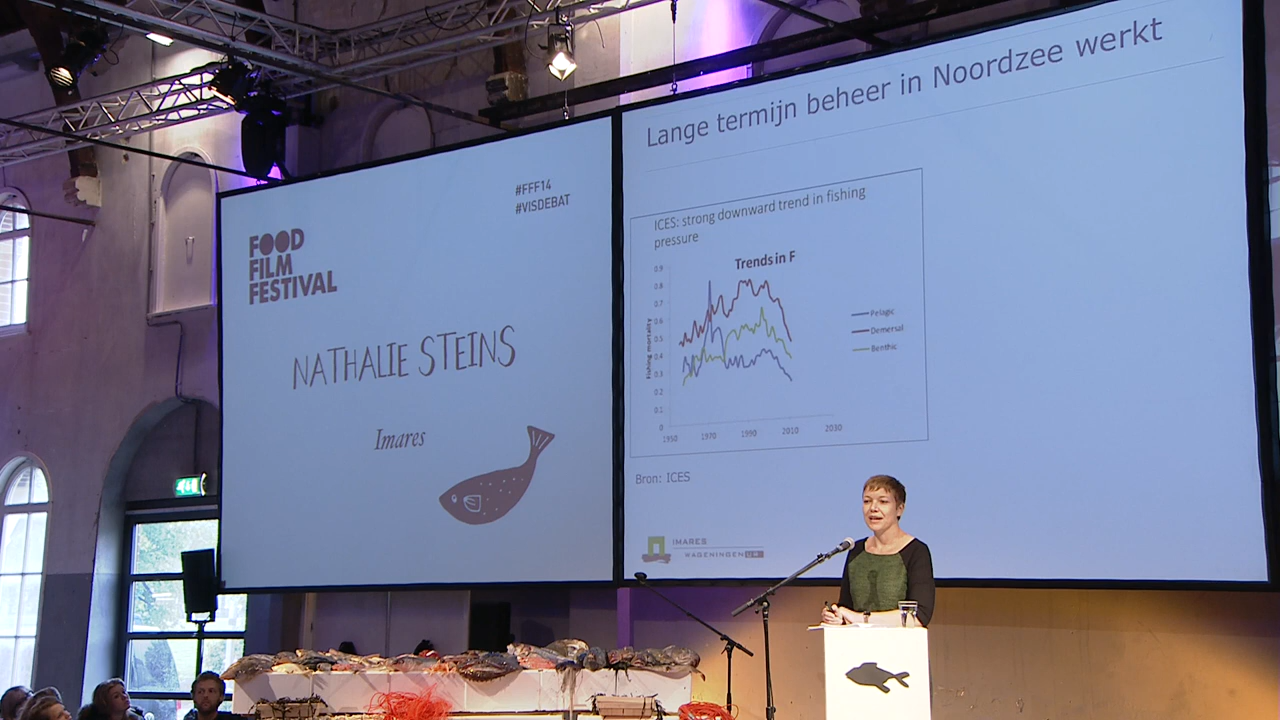 #FFF14
#VISDEBAT
FOOD
FILM
FESTIVAL
NATHALIE STEINS
Imares
Lange termijn beheer in Noordzee werkt
ICES: strong downward trend in fishing
pressure
Trends in F
Fishing mortality
0.9
0.8
0.7
0.6
0.5
0.4
0.3
0.2
0.1
0
1950 1970 1990 2010 2030
Pelagic
Demersal
Benthic
Bron: ICES
IMARES
WAGENINGEN UR